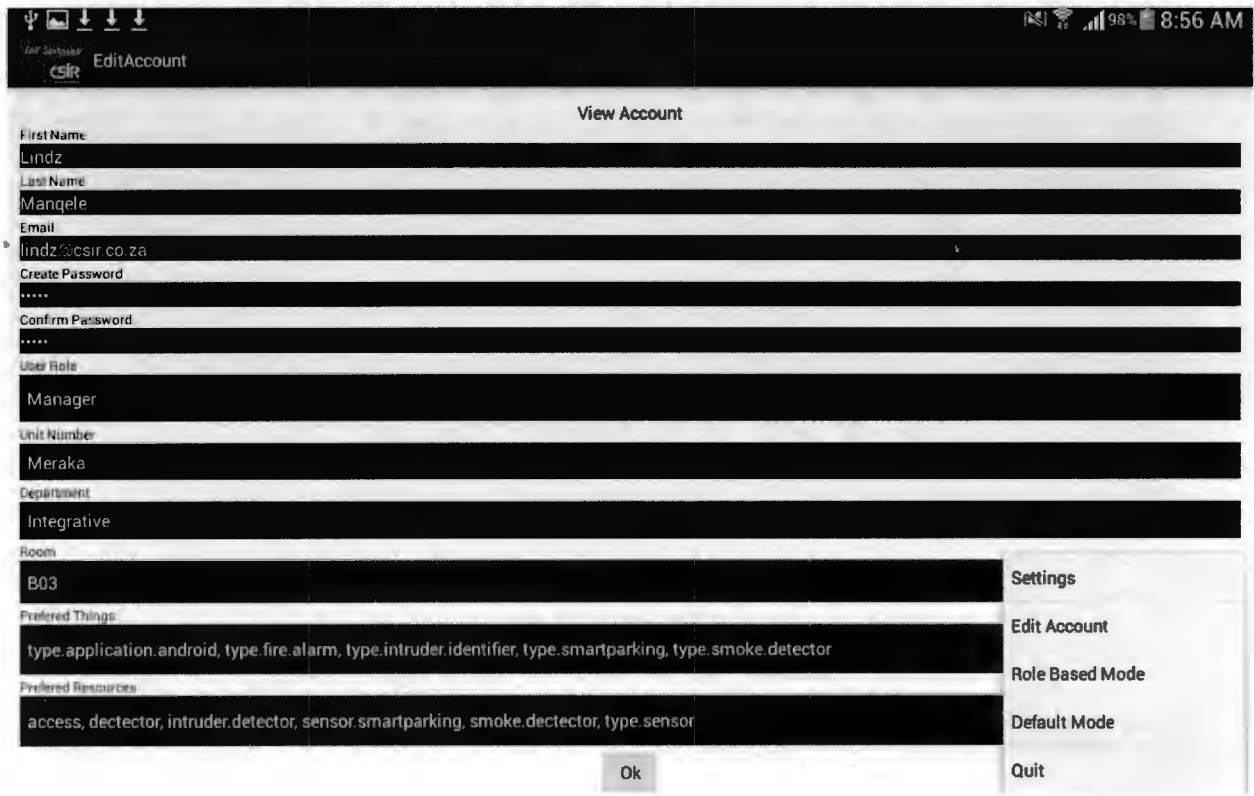 98% 8:56 AM
CSIR
EditAccount
View Account
First Name
Lindz
Last Name
Manqele
Email
lindz@csir.co.za
Create Password
.....
Confirm Password
.....
User Role
Manager
Unit Number
Meraka
Department
Integrative
Room
B03
Prefered Things
type.application.android, type.fire.alarm, type.intruder.identifier, type.smartparking, type.smoke.detector
Prefered Resources
access, dectector, intruder.detector, sensor.smartparking, smoke.dectector, type.sensor
Ok
Settings
Edit Account
Role Based Mode
Default Mode
Quit